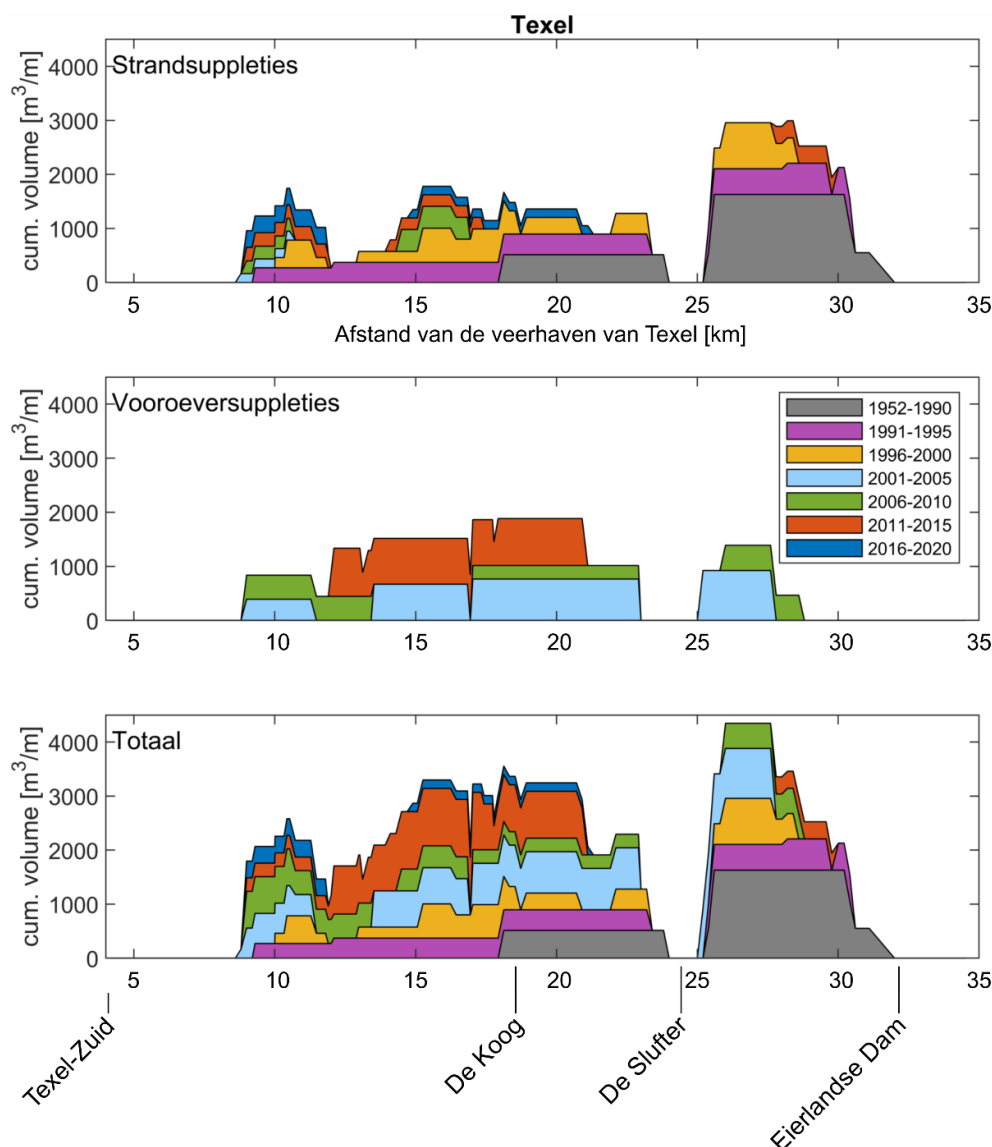 Texel
Strandsuppleties
cum. volume [m³/m]
4000
3000
2000
1000
0
5 10 15 20 25 30 35
Afstand van de veerhaven van Texel [km]
Vooroeversuppleties
cum. volume [m³/m]
4000
3000
2000
1000
0
5 10 15 20 25 30 35
1952-1990
1991-1995
1996-2000
2001-2005
2006-2010
2011-2015
2016-2020
Totaal
cum. volume [m³/m]
4000
3000
2000
1000
0
5 10 15 20 25 30 35
Texel-Zuid
De Koog
De Slufter
Eierlandse Dam